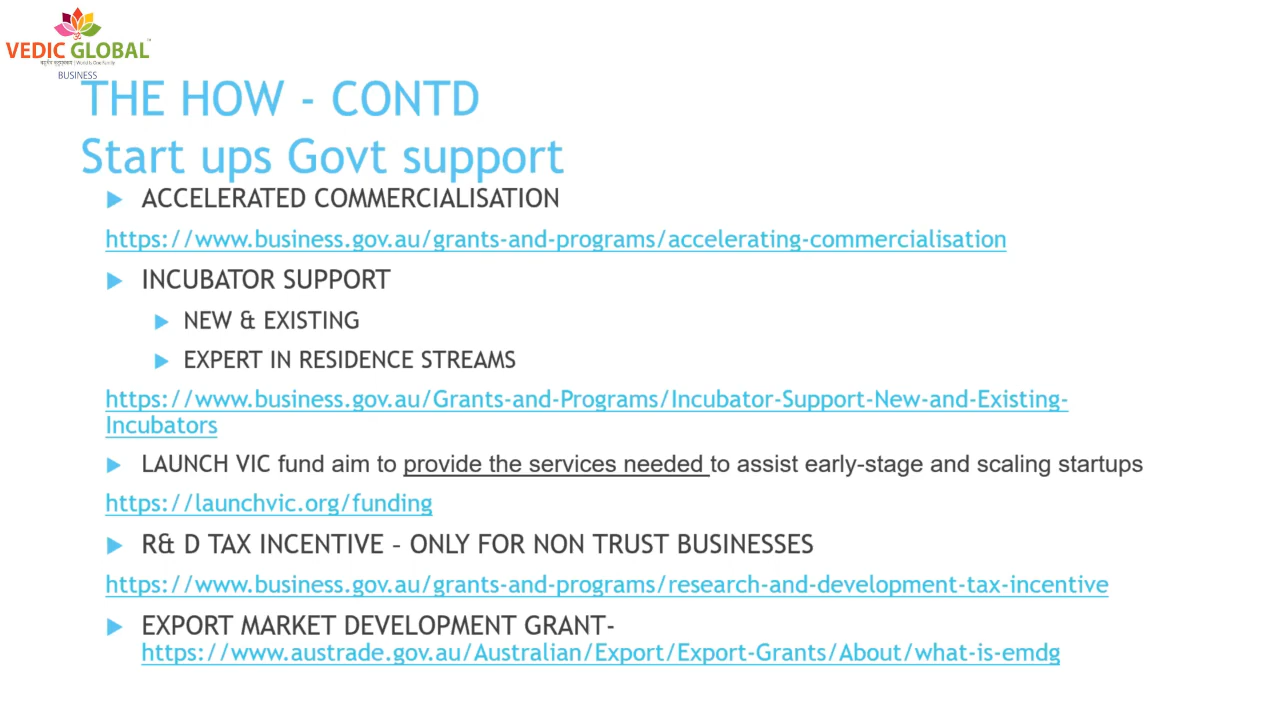 VEDIC GLOBAL
World Is One Family
BUSINESS
THE HOW - CONTD
Start ups Govt support
ACCELERATED COMMERCIALISATION
https://www.business.gov.au/grants-and-programs/accelerating-commercialisation
INCUBATOR SUPPORT
NEW & EXISTING
EXPERT IN RESIDENCE STREAMS
https://www.business.gov.au/Grants-and-Programs/Incubator-Support-New-and-Existing-
Incubators
LAUNCH VIC fund aim to provide the services needed to assist early-stage and scaling startups
https://launchvic.org/funding
R& D TAX INCENTIVE – ONLY FOR NON TRUST BUSINESSES
https://www.business.gov.au/grants-and-programs/research-and-development-tax-incentive
EXPORT MARKET DEVELOPMENT GRANT-
https://www.austrade.gov.au/Australian/Export/Export-Grants/About/what-is-emdg